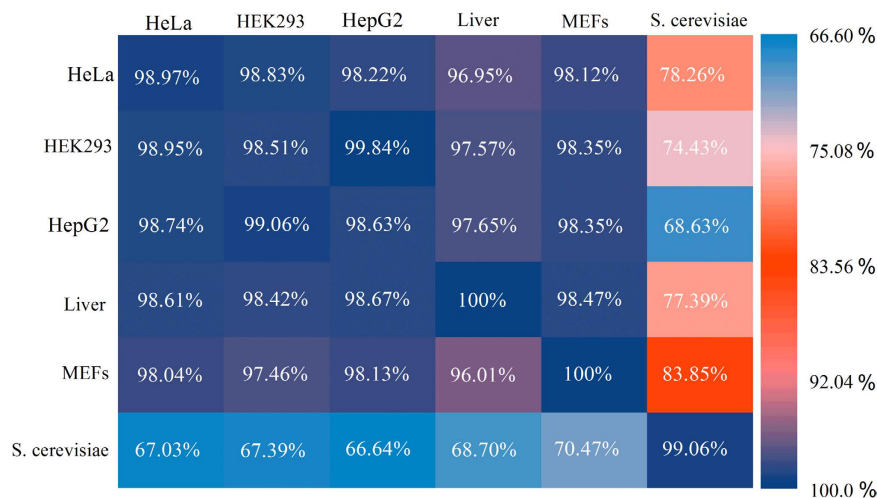 HeLa HEK293 HepG2 Liver MEFs S. cerevisiae
HeLa 98.97% 98.83% 98.22% 96.95% 98.12% 78.26%
HEK293 98.95% 98.51% 99.84% 97.57% 98.35% 74.43%
HepG2 98.74% 99.06% 98.63% 97.65% 98.35% 68.63%
Liver 98.61% 98.42% 98.67% 100% 98.47% 77.39%
MEFs 98.04% 97.46% 98.13% 96.01% 100% 83.85%
S. cerevisiae 67.03% 67.39% 66.64% 68.70% 70.47% 99.06%
66.60 %
75.08 %
83.56 %
92.04 %
100.0 %